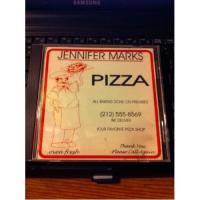 SAMSUNG
JENNIFER MARKS
PIZZA
ALL BAKING DONE ON PREMISES
(212) 555-8569
WE DELIVER
YOUR FAVORITE PIZZA SHOP
oven fresh
Thank You
Please Call Again